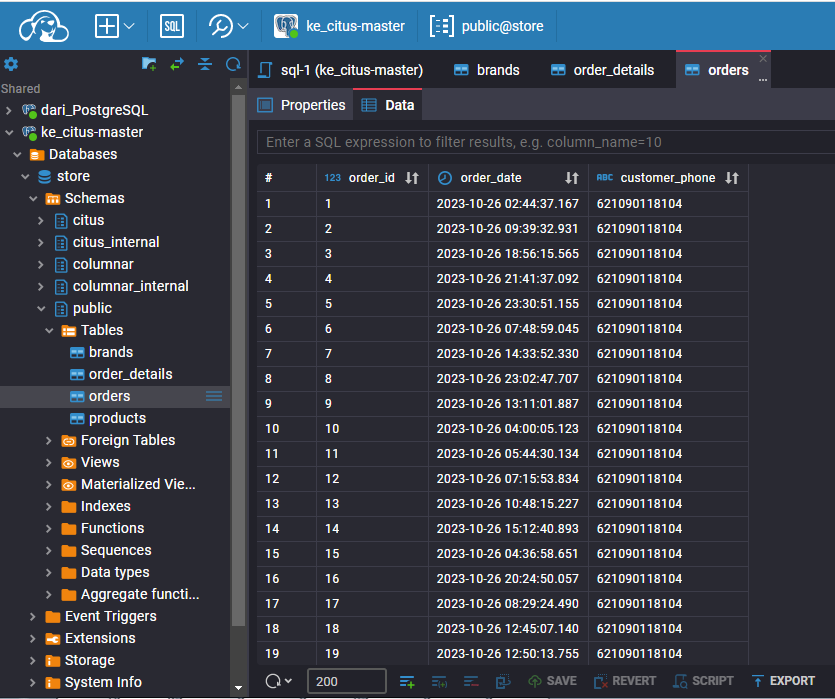 SQL
ke_citus-master
public@store
Shared
dari_PostgreSQL
ke_citus-master
Databases
store
Schemas
citus
citus_internal
columnar
columnar_internal
public
Tables
brands
order_details
orders
products
Foreign Tables
Views
Materialized Vie...
Indexes
Functions
Sequences
Data types
Aggregate functi...
Event Triggers
Extensions
Storage
System Info
sql-1 (ke_citus-master)
brands
order_details
orders
Properties
Data
Enter a SQL expression to filter results, e.g. column_name=10
# 123 order_id order_date ABC customer_phone
1 1 2023-10-26 02:44:37.167 621090118104
2 2 2023-10-26 09:39:32.931 621090118104
3 3 2023-10-26 18:56:15.565 621090118104
4 4 2023-10-26 21:41:37.092 621090118104
5 5 2023-10-26 23:30:51.155 621090118104
6 6 2023-10-26 07:48:59.045 621090118104
7 7 2023-10-26 14:33:52.330 621090118104
8 8 2023-10-26 23:02:47.707 621090118104
9 9 2023-10-26 13:11:01.887 621090118104
10 10 2023-10-26 04:00:05.123 621090118104
11 11 2023-10-26 05:44:30.134 621090118104
12 12 2023-10-26 07:15:53.834 621090118104
13 13 2023-10-26 10:48:15.227 621090118104
14 14 2023-10-26 15:12:40.893 621090118104
15 15 2023-10-26 04:36:58.651 621090118104
16 16 2023-10-26 20:24:50.057 621090118104
17 17 2023-10-26 08:29:24.490 621090118104
18 18 2023-10-26 12:45:07.140 621090118104
19 19 2023-10-26 12:50:13.755 621090118104
200
SAVE
REVERT
SCRIPT
EXPORT